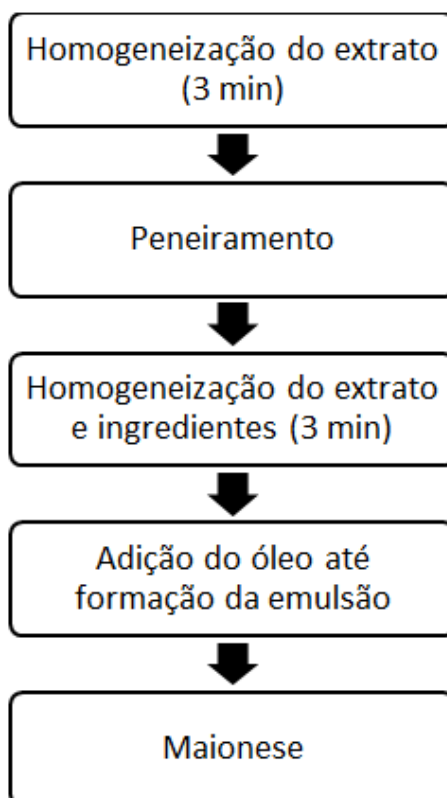 Homogeneização do extrato
(3 min)
Peneiramento
Homogeneização do extrato
e ingredientes (3 min)
Adição do óleo até
formação da emulsão
Maionese